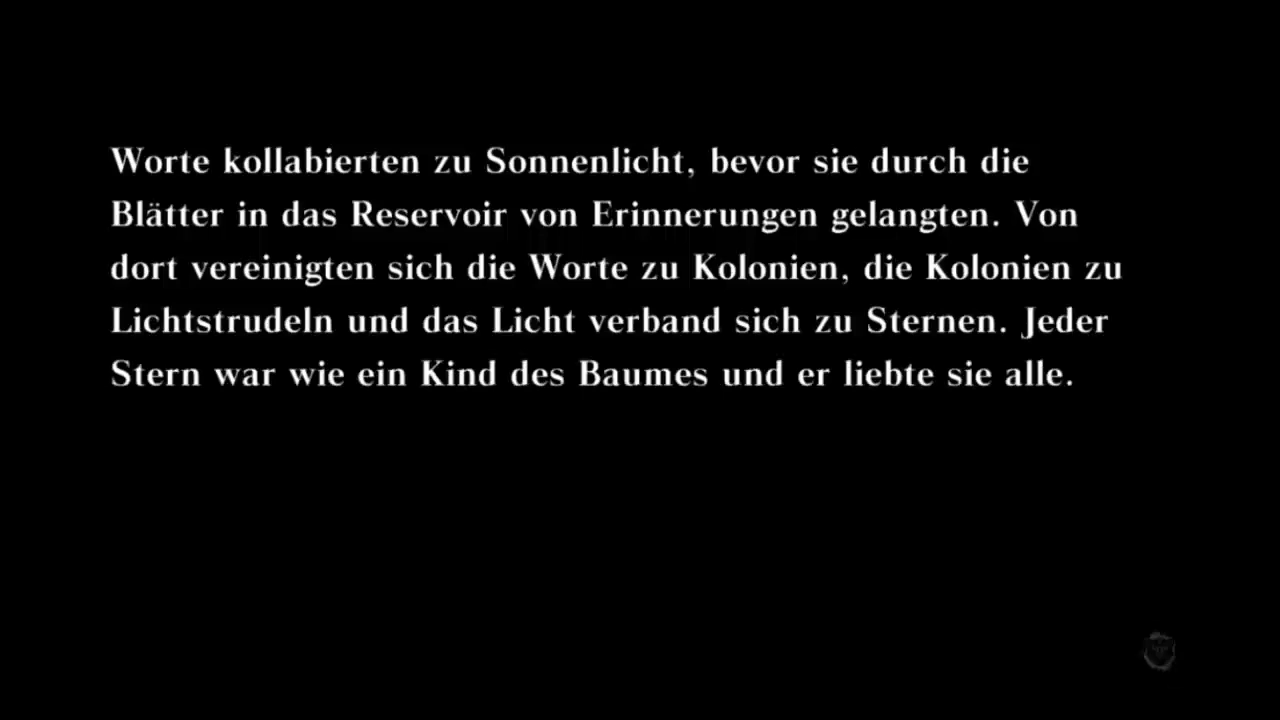 Worte kollabierten zu Sonnenlicht, bevor sie durch die
Blätter in das Reservoir von Erinnerungen gelangten. Von
dort vereinigten sich die Worte zu Kolonien, die Kolonien zu
Lichtstrudeln und das Licht verband sich zu Sternen. Jeder
Stern war wie ein Kind des Baumes und er liebte sie alle.